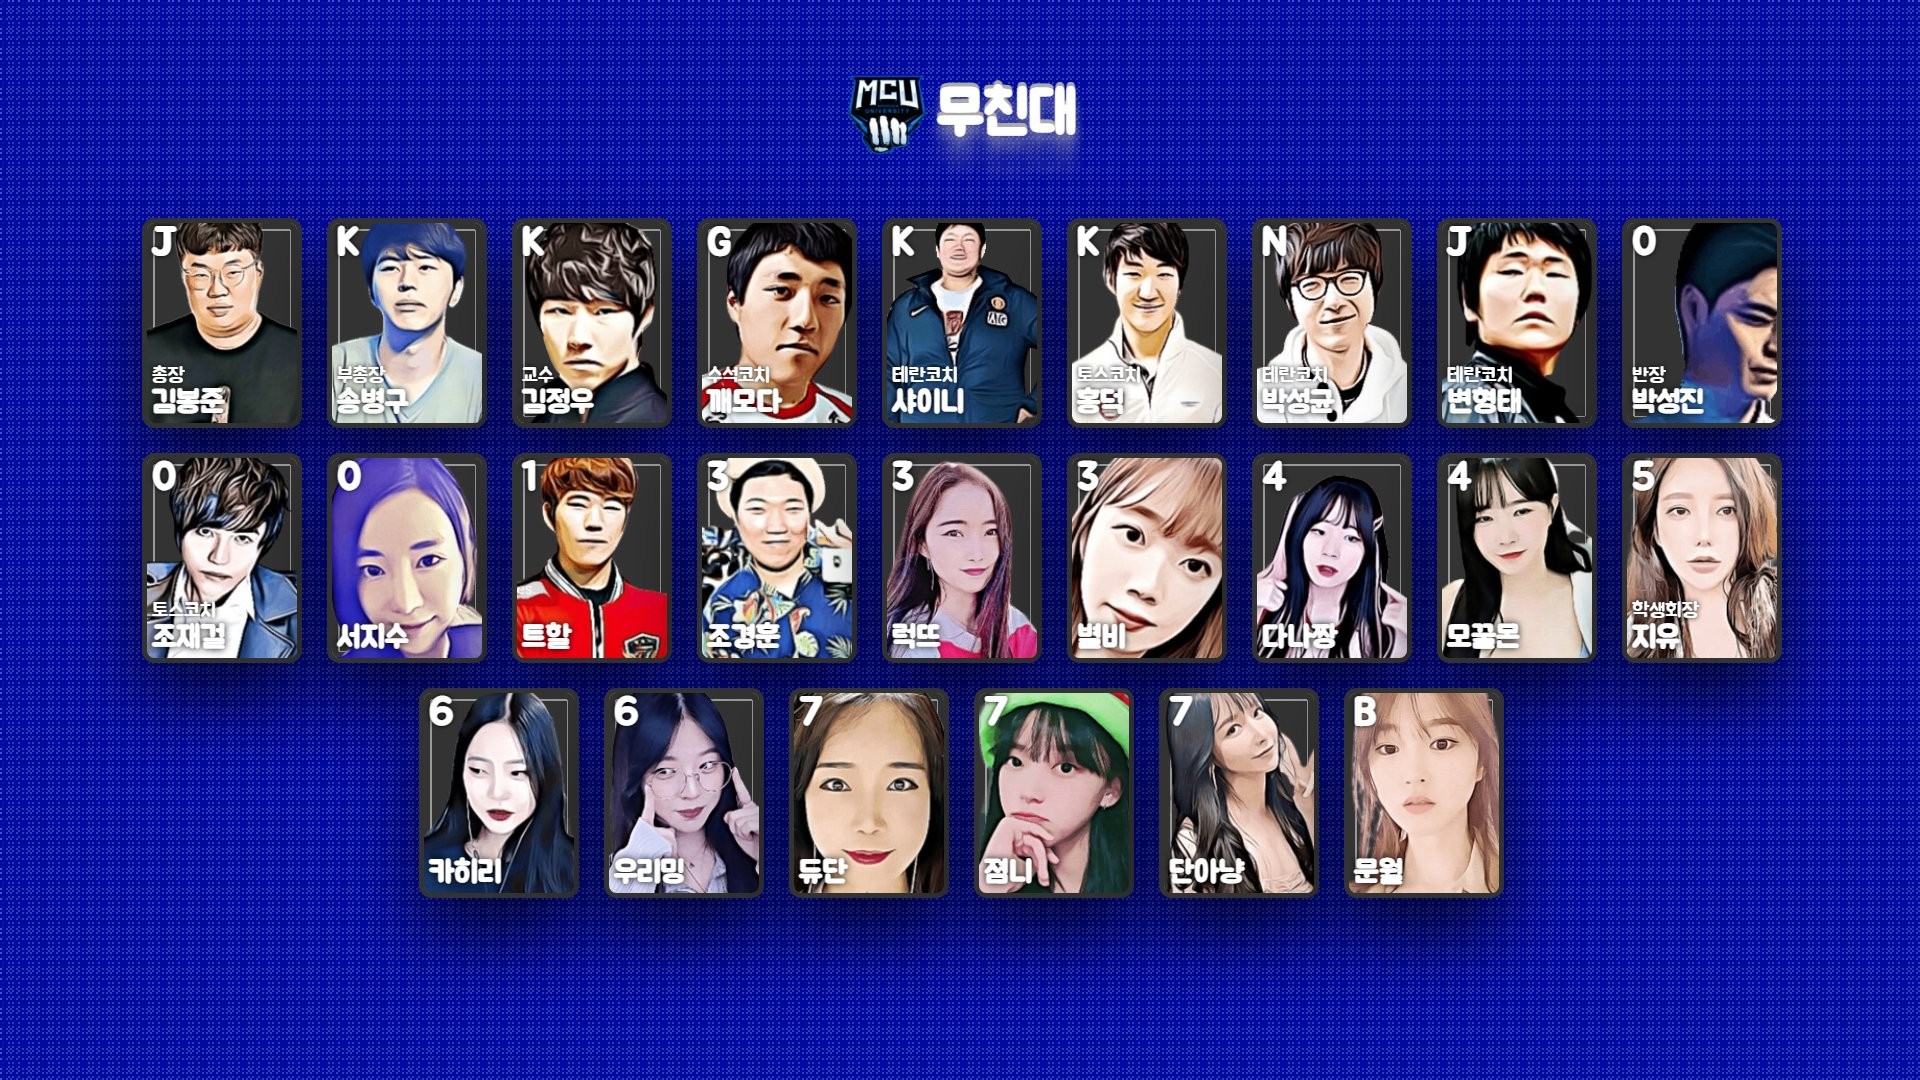 MCU
UNIVERSITY
무친대
J
총장
김봉준
K
부총장
송병구
K
교수
김정우
G
수석코치
깨모다
K
테란코치
샤이니
K
토스코치
홍덕
N
테란코치
박성균
J
테란코치
변형태
0
반장
박성진
0
토스코치
조재걸
0
서지수
1
트할
3
조경훈
3
럭뜨
3
별비
4
다나짱
4
모꿀몬
5
학생회장
지유
6
카히리
6
우리밍
7
듀단
7
졈니
7
단아냥
B
문월